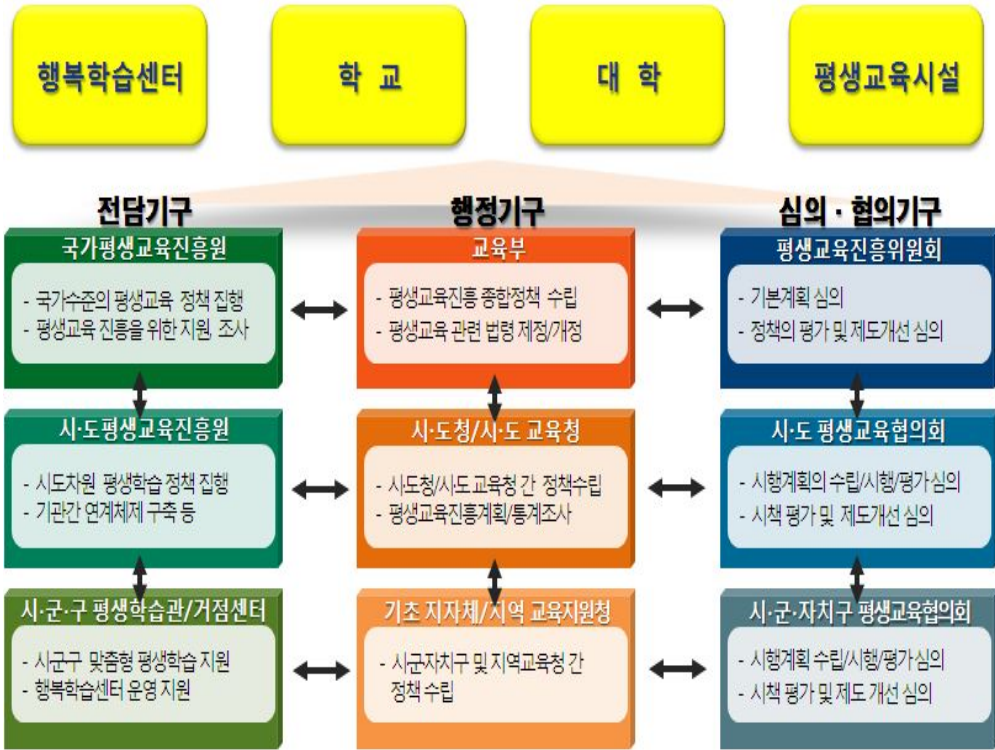 행복학습센터
학 교
대 학
평생교육시설
전담기구
행정기구
심의 · 협의기구
국가평생교육진흥원
- 국가수준의 평생교육 정책 집행
- 평생교육 진흥을 위한 지원, 조사
교육부
- 평생교육진흥 종합정책 수립
- 평생교육 관련 법령 제정/개정
평생교육진흥위원회
- 기본계획 심의
- 정책의 평가 및 제도개선 심의
시·도평생교육진흥원
- 시도차원 평생학습 정책 집행
- 기관간 연계체제 구축 등
시·도청/시·도 교육청
- 시도청/시도 교육청 간 정책수립
- 평생교육진흥계획/통계조사
시·도 평생교육협의회
- 시행계획의 수립/시행/평가 심의
- 시책 평가 및 제도개선 심의
시·군·구 평생학습관/거점센터
- 시군구 맞춤형 평생학습 지원
- 행복학습센터 운영 지원
기초 지자체/지역 교육지원청
- 시군자치구 및 지역교육청 간
정책 수립
시·군·자치구 평생교육협의회
- 시행계획 수립/시행/평가 심의
- 시책 평가 및 제도 개선 심의